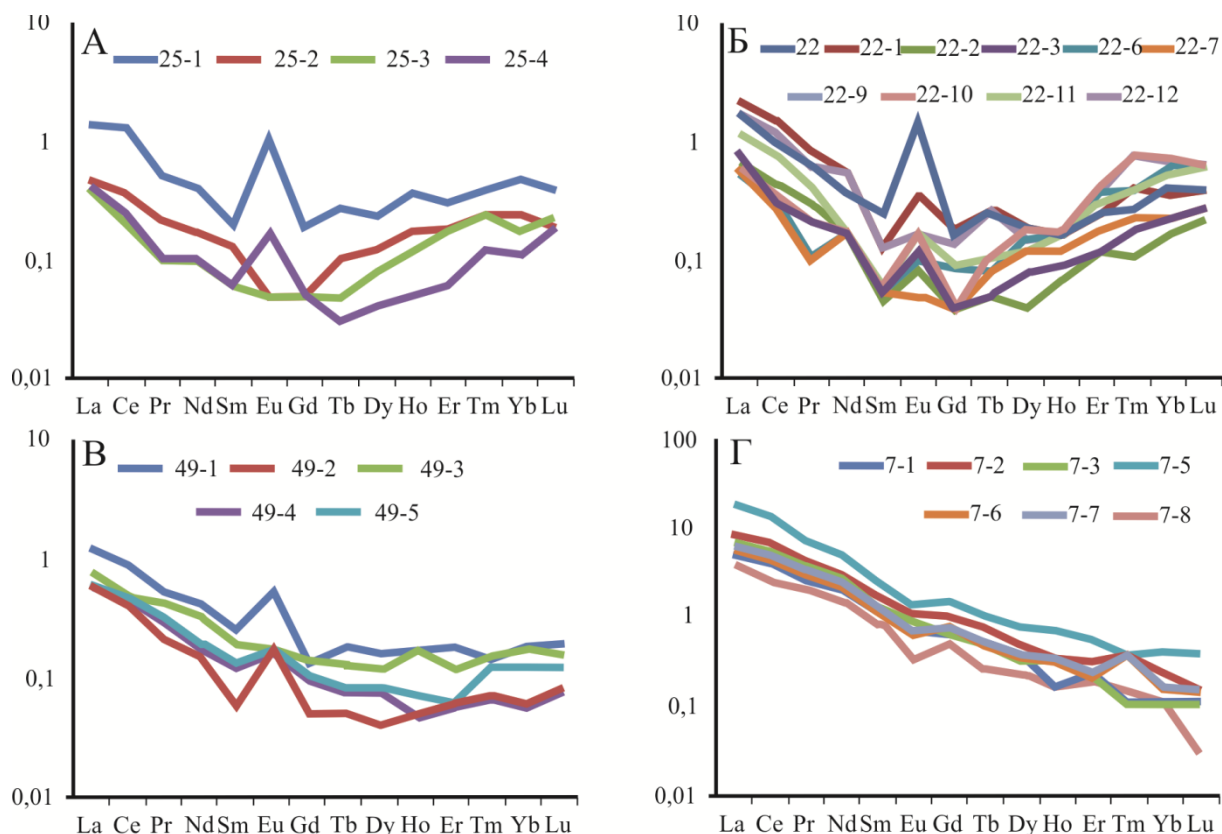 10 А 10 Б
25-1 25-2 25-3 25-4 22 22-1 22-2 22-3 22-6 22-7
22-9 22-10 22-11 22-12
1 1
0,1 0,1
0,01 0,01
La Ce Pr Nd Sm Eu Gd Tb Dy Ho Er Tm Yb Lu La Ce Pr Nd Sm Eu Gd Tb Dy Ho Er Tm Yb Lu
10 В 100 Г
49-1 49-2 49-3 7-1 7-2 7-3 7-5
49-4 49-5 7-6 7-7 7-8
10
1 1
0,1 0,1
0,01 0,01
La Ce Pr Nd Sm Eu Gd Tb Dy Ho Er Tm Yb Lu La Ce Pr Nd Sm Eu Gd Tb Dy Ho Er Tm Yb Lu